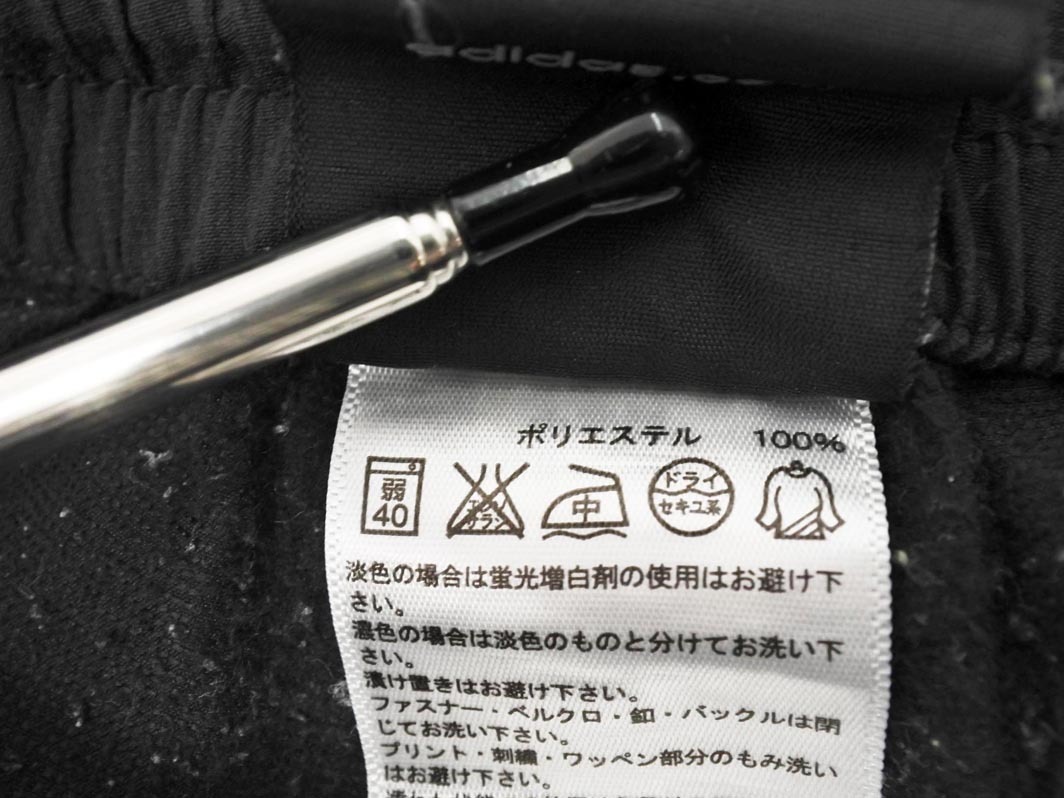 adidas
ポリエステル 100%
弱
40
エンソ
サラシ
中
ドライ
セキユ系
淡色の場合は蛍光増白剤の使用はお避け下
さい。
濃色の場合は淡色のものと分けてお洗い下
さい。
漬け置きはお避け下さい。
ファスナー・ベルクロ・釦・バックルは閉
じてお洗い下さい。
プリント・刺繍・ワッペン部分のもみ洗い
はお避け下さい。